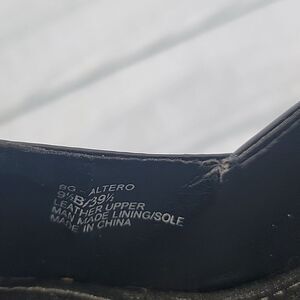 BG - ALTERO
9½B/39½
LEATHER UPPER
MAN MADE LINING/SOLE
MADE IN CHINA